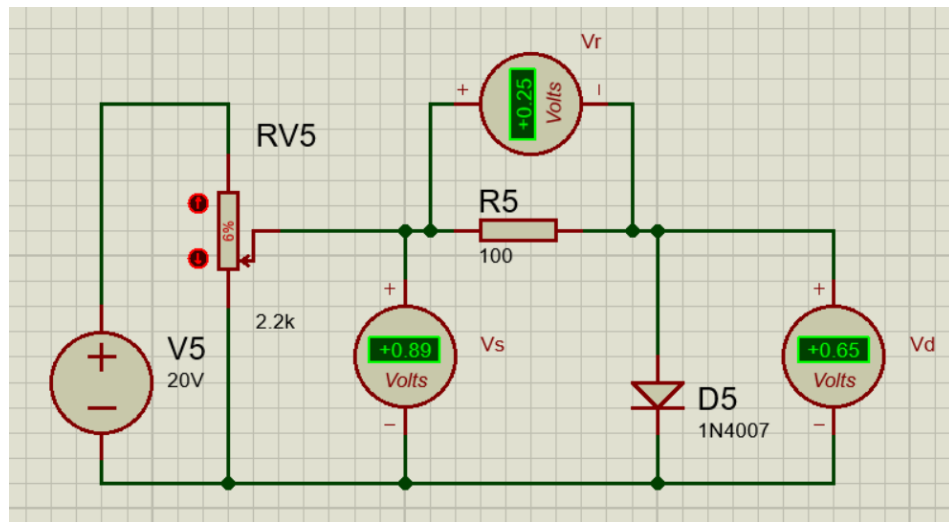 Vr
+
+0.25
Volts
-
RV5
6%
2.2k
R5
100
V5
20V
+
-
+
+0.89
Volts
-
Vs
D5
1N4007
+
+0.65
Volts
-
Vd